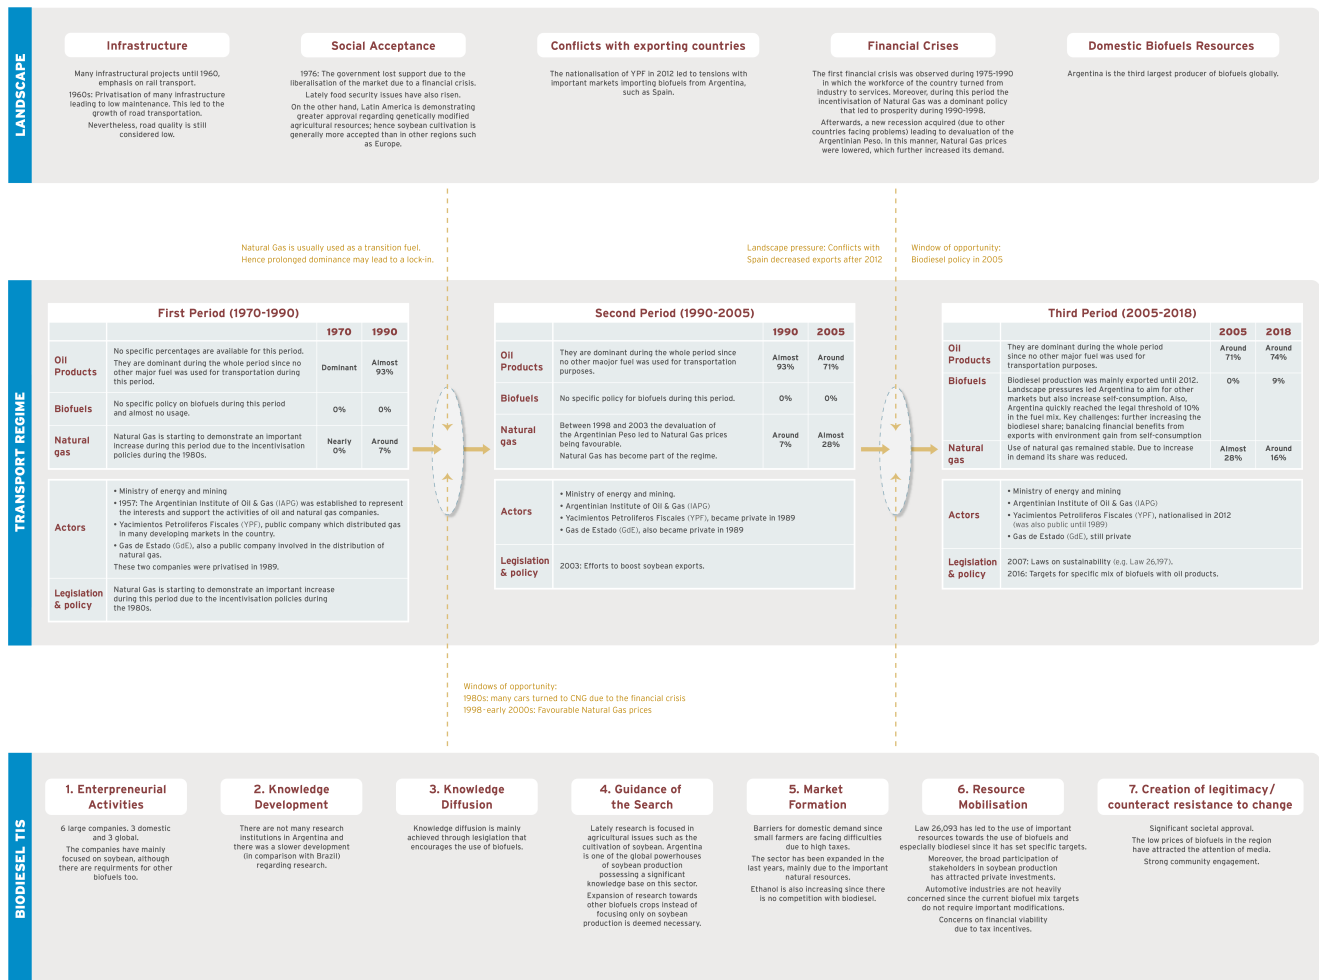 LANDSCAPE
Infrastructure
Many infrastructural projects until 1960,
emphasis on rail transport.
1960s: Privatisation of many infrastructure
leading to low maintenance. This led to the
growth of road transportation.
Nevertheless, road quality is still
considered low.
Social Acceptance
1976: The government lost support due to the
liberalisation of the market due to a financial crisis.
Lately food security issues have also risen.
On the other hand, Latin America is demonstrating
greater approval regarding genetically modified
agricultural resources; hence soybean cultivation is
generally more accepted than in other regions such
as Europe.
Conflicts with exporting countries
The nationalisation of YPF in 2012 led to tensions with
important markets importing biofuels from Argentina,
such as Spain.
Financial Crises
The first financial crisis was observed during 1975-1990
in which the workforce of the country turned from
industry to services. Moreover, during this period the
incentivisation of Natural Gas was a dominant policy
that led to prosperity during 1990-1998.
Afterwards, a new recession acquired (due to other
countries facing problems) leading to devaluation of the
Argentinian Peso. In this manner, Natural Gas prices
were lowered, which further increased its demand.
Domestic Biofuels Resources
Argentina is the third largest producer of biofuels globally.
Natural Gas is usually used as a transition fuel.
Hence prolonged dominance may lead to a lock-in.
Landscape pressure: Conflicts with
Spain decreased exports after 2012
Window of opportunity:
Biodiesel policy in 2005
TRANSPORT REGIME
First Period (1970-1990)
1970 1990
Oil
Products
No specific percentages are available for this period.
They are dominant during the whole period since no
other major fuel was used for transportation during
this period.
Dominant
Almost
93%
Biofuels
No specific policy on biofuels during this period
and almost no usage.
0% 0%
Natural
gas
Natural Gas is starting to demonstrate an important
increase during this period due to the incentivisation
policies during the 1980s.
Nearly
0%
Around
7%
Actors
• Ministry of energy and mining
• 1957: The Argentinian Institute of Oil & Gas (IAPG) was established to represent
the interests and support the activities of oil and natural gas companies.
• Yacimientos Petrolíferos Fiscales (YPF), public company which distributed gas
in many developing markets in the country.
• Gas de Estado (GdE), also a public company involved in the distribution of
natural gas.
These two companies were privatised in 1989.
Legislation
& policy
Natural Gas is starting to demonstrate an important increase
during this period due to the incentivisation policies during
the 1980s.
Second Period (1990-2005)
1990 2005
Oil
Products
They are dominant during the whole period since
no other maojor fuel was used for transportation
purposes.
Almost
93%
Around
71%
Biofuels
No specific policy for biofuels during this period.
0% 0%
Natural
gas
Between 1998 and 2003 the devaluation of
the Argentinian Peso led to Natural Gas prices
being favourable.
Natural Gas has become part of the regime.
Around
7%
Almost
28%
Actors
• Ministry of energy and mining.
• Argentinian Institute of Oil & Gas (IAPG)
• Yacimientos Petrolíferos Fiscales (YPF), became private in 1989
• Gas de Estado (GdE), also became private in 1989
Legislation
& policy
2003: Efforts to boost soybean exports.
Third Period (2005-2018)
2005 2018
Oil
Products
They are dominant during the whole period
since no other major fuel was used for
transportation purposes.
Around
71%
Around
74%
Biofuels
Biodiesel production was mainly exported until 2012.
Landscape pressures led Argentina to aim for other
markets but also increase self-consumption. Also,
Argentina quickly reached the legal threshold of 10%
in the fuel mix. Key challenges: further increasing the
biodiesel share; banalcing financial benefits from
exports with environment gain from self-consumption
0% 9%
Natural
gas
Use of natural gas remained stable. Due to increase
in demand its share was reduced.
Almost
28%
Around
16%
Actors
• Ministry of energy and mining
• Argentinian Institute of Oil & Gas (IAPG)
• Yacimientos Petrolíferos Fiscales (YPF), nationalised in 2012
(was also public until 1989)
• Gas de Estado (GdE), still private
Legislation
& policy
2007: Laws on sustainability (e.g. Law 26,197).
2016: Targets for specific mix of biofuels with oil products.
Windows of opportunity:
1980s: many cars turned to CNG due to the financial crisis
1998-early 2000s: Favourable Natural Gas prices
BIODIESEL TIS
1. Enterpreneurial
Activities
6 large companies. 3 domestic
and 3 global.
The companies have mainly
focused on soybean, although
there are requirments for other
biofuels too.
2. Knowledge
Development
There are not many research
institutions in Argentina and
there was a slower development
(in comparison with Brazil)
regarding research.
3. Knowledge
Diffusion
Knowledge diffusion is mainly
achieved through lesiglation that
encourages the use of biofuels.
4. Guidance of
the Search
Lately research is focused in
agricultural issues such as the
cultivation of soybean. Argentina
is one of the global powerhouses
of soybean production
possessing a significant
knowledge base on this sector.
Expansion of research towards
other biofuels crops instead of
focusing only on soybean
production is deemed necessary.
5. Market
Formation
Barriers for domestic demand since
small farmers are facing difficulties
due to high taxes.
The sector has been expanded in the
last years, mainly due to the important
natural resources.
Ethanol is also increasing since there
is no competition with biodiesel.
6. Resource
Mobilisation
Law 26,093 has led to the use of important
resources towards the use of biofuels and
especially biodiesel since it has set specific targets.
Moreover, the broad participation of
stakeholders in soybean production
has attracted private investments.
Automotive industries are not heavily
concerned since the current biofuel mix targets
do not require important modifications.
Concerns on financial viability
due to tax incentives.
7. Creation of legitimacy/
counteract resistance to change
Significant societal approval.
The low prices of biofuels in the region
have attracted the attention of media.
Strong community engagement.